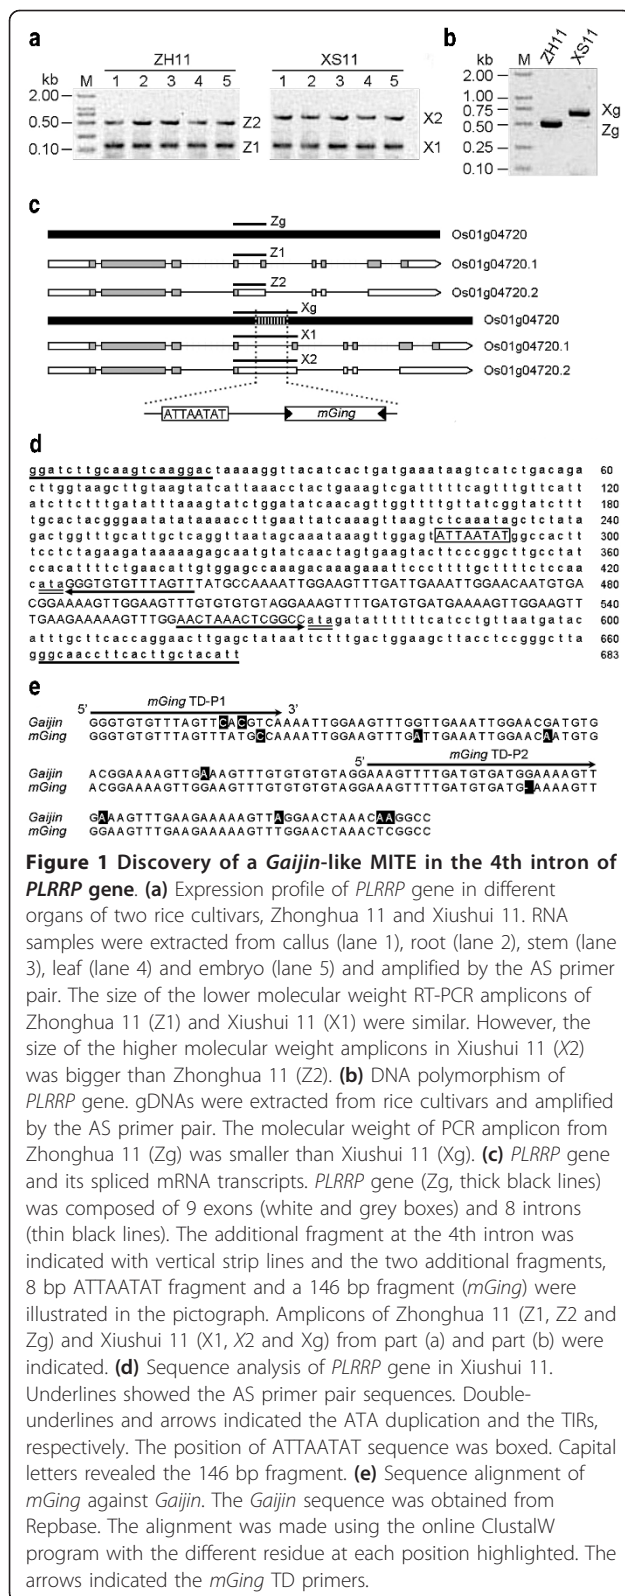 a
b
ZH11
XS11
kb
M
1 2 3 4 5
1 2 3 4 5
2.00
0.50
0.10
Z2
Z1
X2
X1
kb
M
ZH11
XS11
2.00
1.00
0.75
0.50
0.25
0.10
Xg
Zg
c
Zg
Os01g04720
Z1
Os01g04720.1
Z2
Os01g04720.2
Xg
Os01g04720
X1
Os01g04720.1
X2
Os01g04720.2
ATTAATAT
mGing
d
ggatcttgcaagtcaaggactaaaaggttacatcactgatgaaataagtcatctgacaga 60
cttggtaagcttgtaagtatcattaaccctactgaaagtcgatttttcagtttgttcatt 120
atcttcttttgatatttaaagtatggaatatttgttcaaactggttttgttatcggtatcttt 180
tgcactacgggaatatataaaaccttgaattgatatcaaagttaagtctcaaatagctctata 240
tcctctagagaataaaaagagcaatgtggagt ATTAATAT ggccactt 300
e
5' mGing TD-P1 3'
Gaijin GGGTGTGTTTAGTTCACGTCAAAATTGGAAGTTTGGTTGAAATTGGAACGATGTG
mGing GGGTGTGTTTAGTTTATGCCAAAATTGGAAGTTTGATTGAAATTGGAACAATGTG
5' mGing TD-P2
Gaijin ACGGAAAAGTTGAAAGTTTGTGTGTGTAGGAAAGTTTTGATGTGATGGAAAAGTT
mGing ACGGAAAAGTTGGAAGTTTGTGTGTGTAGGAAAGTTTTGATGTGATG-AAAAGTT
Gaijin GAAAGTTTGAAGAAAAAGTTAGGAACTAAACAAGGCC
mGing GGAAGTTTGAAGAAAAAGTTTGGAACTAAACTCGGCC
Figure 1 Discovery of a Gaijin-like MITE in the 4th intron of
PLRRP gene. (a) Expression profile of PLRRP gene in different
organs of two rice cultivars, Zhonghua 11 and Xiushui 11. RNA
samples were extracted from callus (lane 1), root (lane 2), stem (lane
3), leaf (lane 4) and embryo (lane 5) and amplified by the AS primer
pair. The size of the lower molecular weight RT-PCR amplicons of
Zhonghua 11 (Z1) and Xiushui 11 (X1) were similar. However, the
size of the higher molecular weight amplicons in Xiushui 11 (X2)
was bigger than Zhonghua 11 (Z2). (b) DNA polymorphism of
PLRRP gene. gDNAs were extracted from rice cultivars and amplified
by the AS primer pair. The molecular weight of PCR amplicon from
Zhonghua 11 (Zg) was smaller than Xiushui 11 (Xg). (c) PLRRP gene
and its spliced mRNA transcripts. PLRRP gene (Zg, thick black lines)
was composed of 9 exons (white and grey boxes) and 8 introns
(thin black lines). The additional fragment at the 4th intron was
indicated with vertical strip lines and the two additional fragments,
8 bp ATTAATAT fragment and a 146 bp fragment (mGing) were
illustrated in the pictograph. Amplicons of Zhonghua 11 (Z1, Z2 and
Zg) and Xiushui 11 (X1, X2 and Xg) from part (a) and part (b) were
indicated. (d) Sequence analysis of PLRRP gene in Xiushui 11.
Underlines showed the AS primer pair sequences. Double-
underlines and arrows indicated the ATA duplication and the TIRs,
respectively. The position of ATTAATAT sequence was boxed. Capital
letters revealed the 146 bp fragment. (e) Sequence alignment of
mGing against Gaijin. The Gaijin sequence was obtained from
Repbase. The alignment was made using the online ClustalW
program with the different residue at each position highlighted. The
arrows indicated the mGing TD primers.